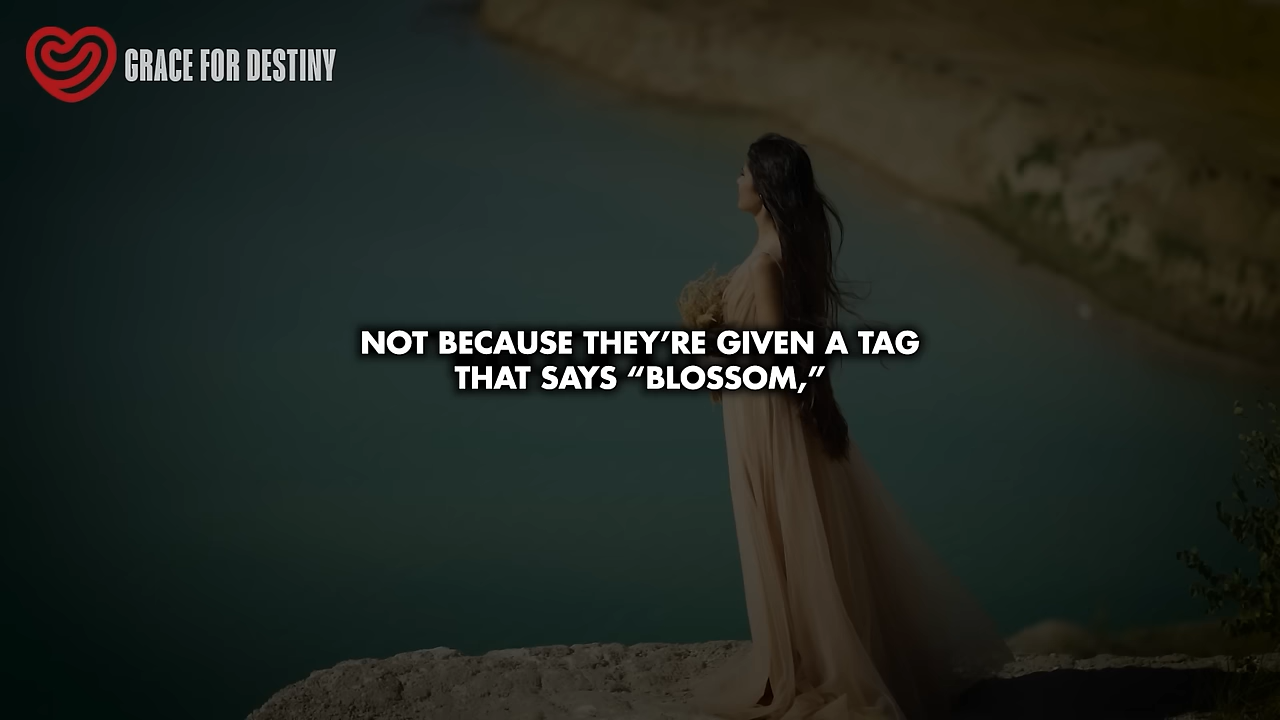 GRACE FOR DESTINY
NOT BECAUSE THEY’RE GIVEN A TAG
THAT SAYS “BLOSSOM,”